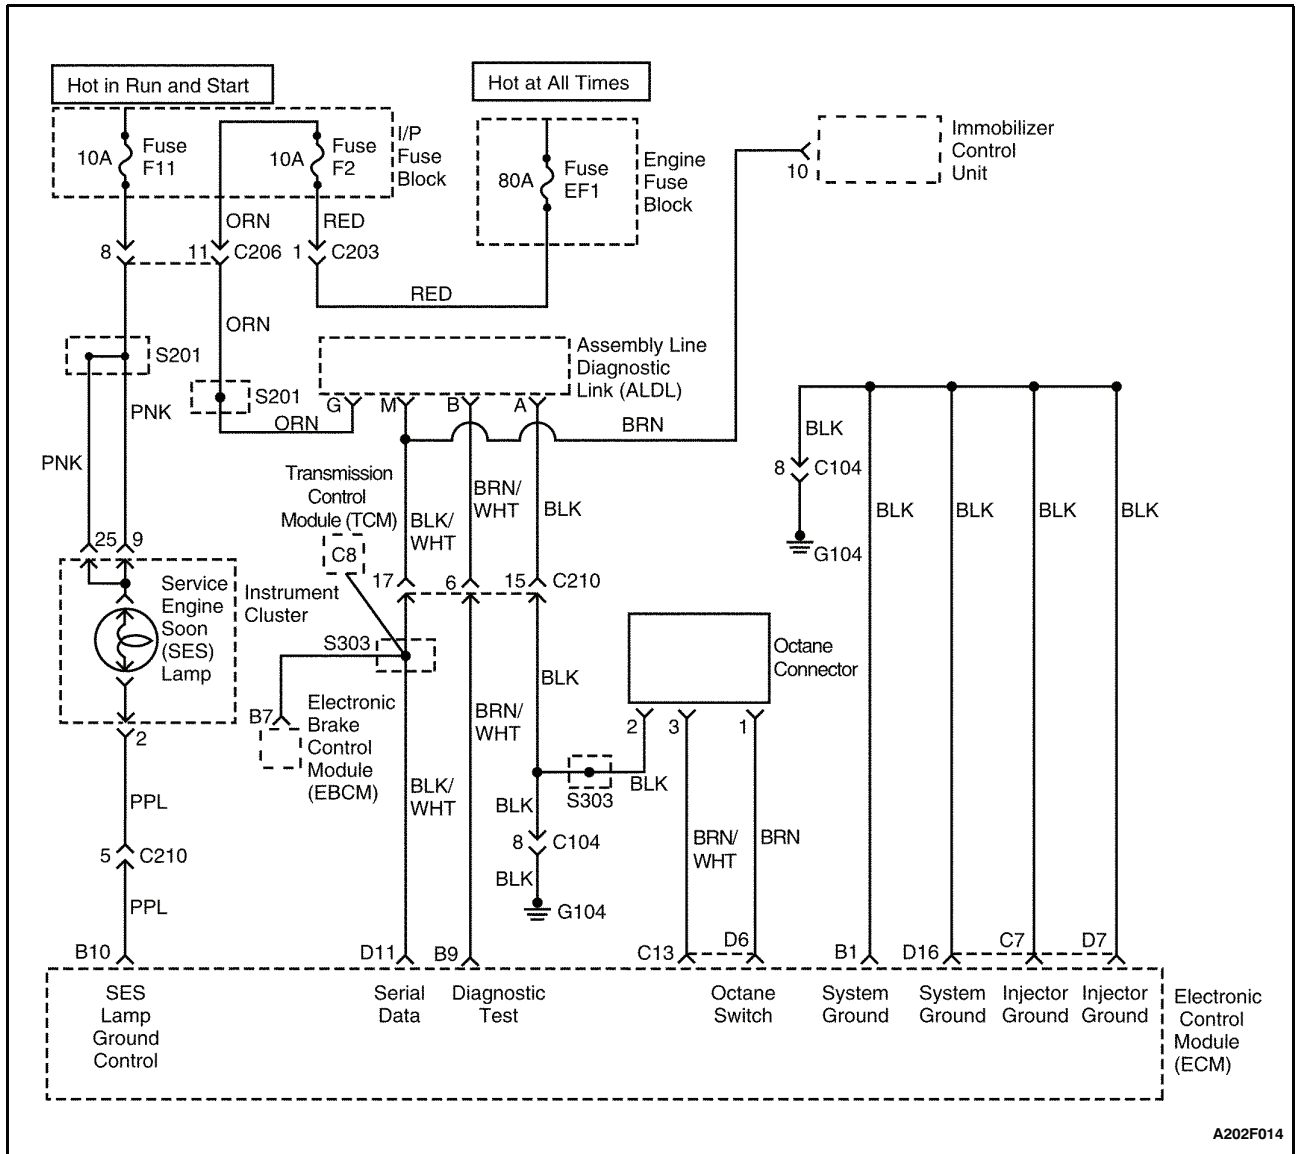 Hot in Run and Start
Hot at All Times
10A
Fuse
F11
10A
Fuse
F2
I/P
Fuse
Block
80A
Fuse
EF1
Engine
Fuse
Block
10
Immobilizer
Control
Unit
ORN
RED
8
11
C206
1
C203
RED
ORN
S201
S201
PNK
PNK
ORN
Assembly Line
Diagnostic
Link (ALDL)
G
M
B
A
BRN
BLK
8
C104
G104
BLK
BLK
BLK
BLK
Transmission
Control
Module (TCM)
C8
BLK/
WHT
BRN/
WHT
BLK
25
9
17
6
15
C210
Service
Engine
Soon
(SES)
Lamp
Instrument
Cluster
S303
B7
Electronic
Brake
Control
Module
(EBCM)
BLK
BRN/
WHT
BLK/
WHT
Octane
Connector
2
3
1
S303
BLK
BLK
8
C104
BLK
G104
BRN/
WHT
BRN
2
PPL
5
C210
PPL
B10
D11
B9
C13
D6
B1
D16
C7
D7
SES
Lamp
Ground
Control
Serial
Data
Diagnostic
Test
Octane
Switch
System
Ground
System
Ground
Injector
Ground
Injector
Ground
Electronic
Control
Module
(ECM)
A202F014